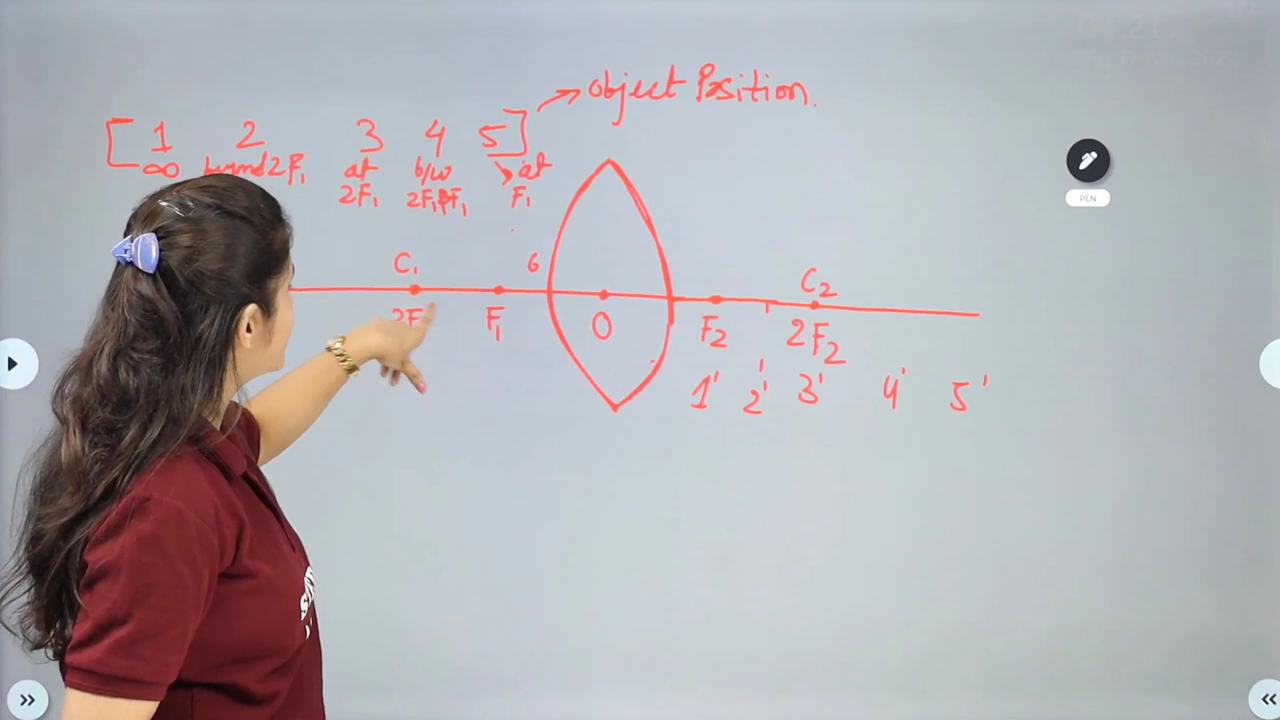 Object Position.
[ 1 2 3 4 5 ]
∞ 2F₁ at b/w at
2F₁ 2F₁&F₁ F₁
C₁ 6 C₂
2F F₁ O F₂ 2F₂
1' 2' 3' 4' 5'
PEN